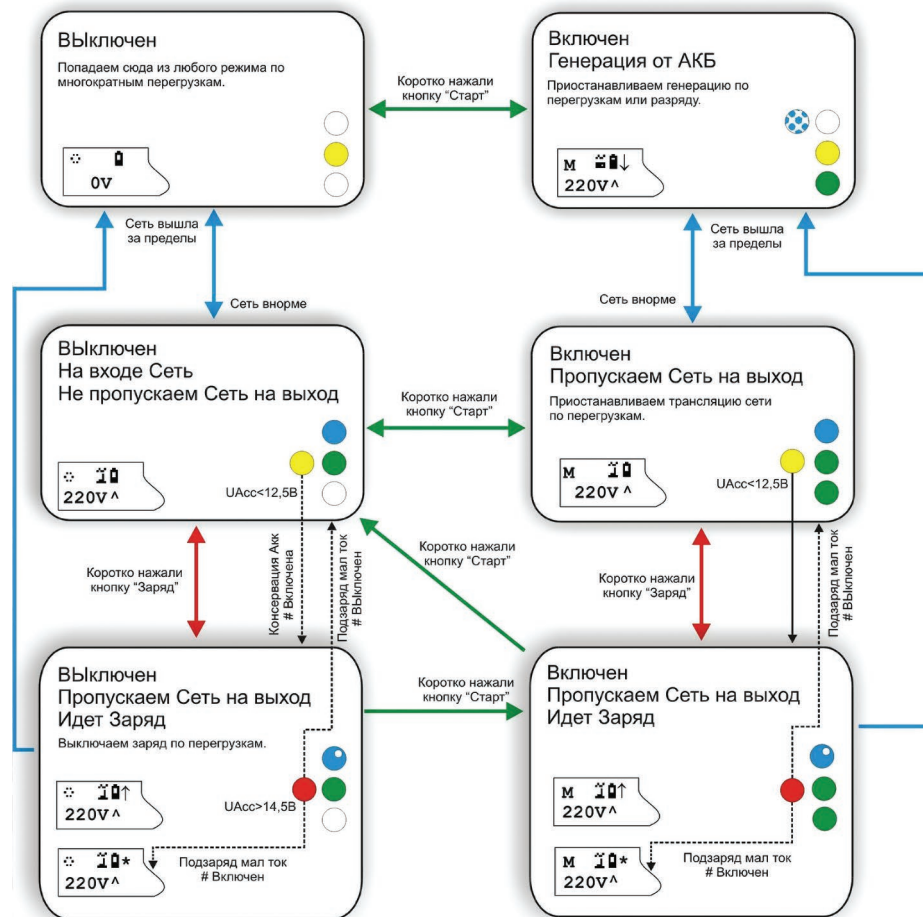 ВЫключен
Попадаем сюда из любого режима по
многократным перегрузкам.
0V
Коротко нажали
кнопку “Старт”
Включен
Генерация от АКБ
Приостанавливаем генерацию по
перегрузкам или разряду.
М ↓
220V^
Сеть вышла
за пределы
Сеть внорме
Сеть вышла
за пределы
Сеть внорме
ВЫключен
На входе Сеть
Не пропускаем Сеть на выход
220V^
UАсс<12,5В
Коротко нажали
кнопку “Старт”
Включен
Пропускаем Сеть на выход
Приостанавливаем трансляцию сети
по перегрузкам.
М
220V^
UАсс<12,5В
Коротко нажали
кнопку “Заряд”
Консервация Акк
# Включена
Подзаряд мал ток
# ВЫключен
Коротко нажали
кнопку “Старт”
Коротко нажали
кнопку “Заряд”
Подзаряд мал ток
# ВЫключен
ВЫключен
Пропускаем Сеть на выход
Идет Заряд
Выключаем заряд по перегрузкам.
↑
220V^
UАсс>14,5В
*
220V^
Подзаряд мал ток
# Включен
Коротко нажали
кнопку “Старт”
Включен
Пропускаем Сеть на выход
Идет Заряд
М ↑
220V^
М *
220V^
Подзаряд мал ток
# Включен